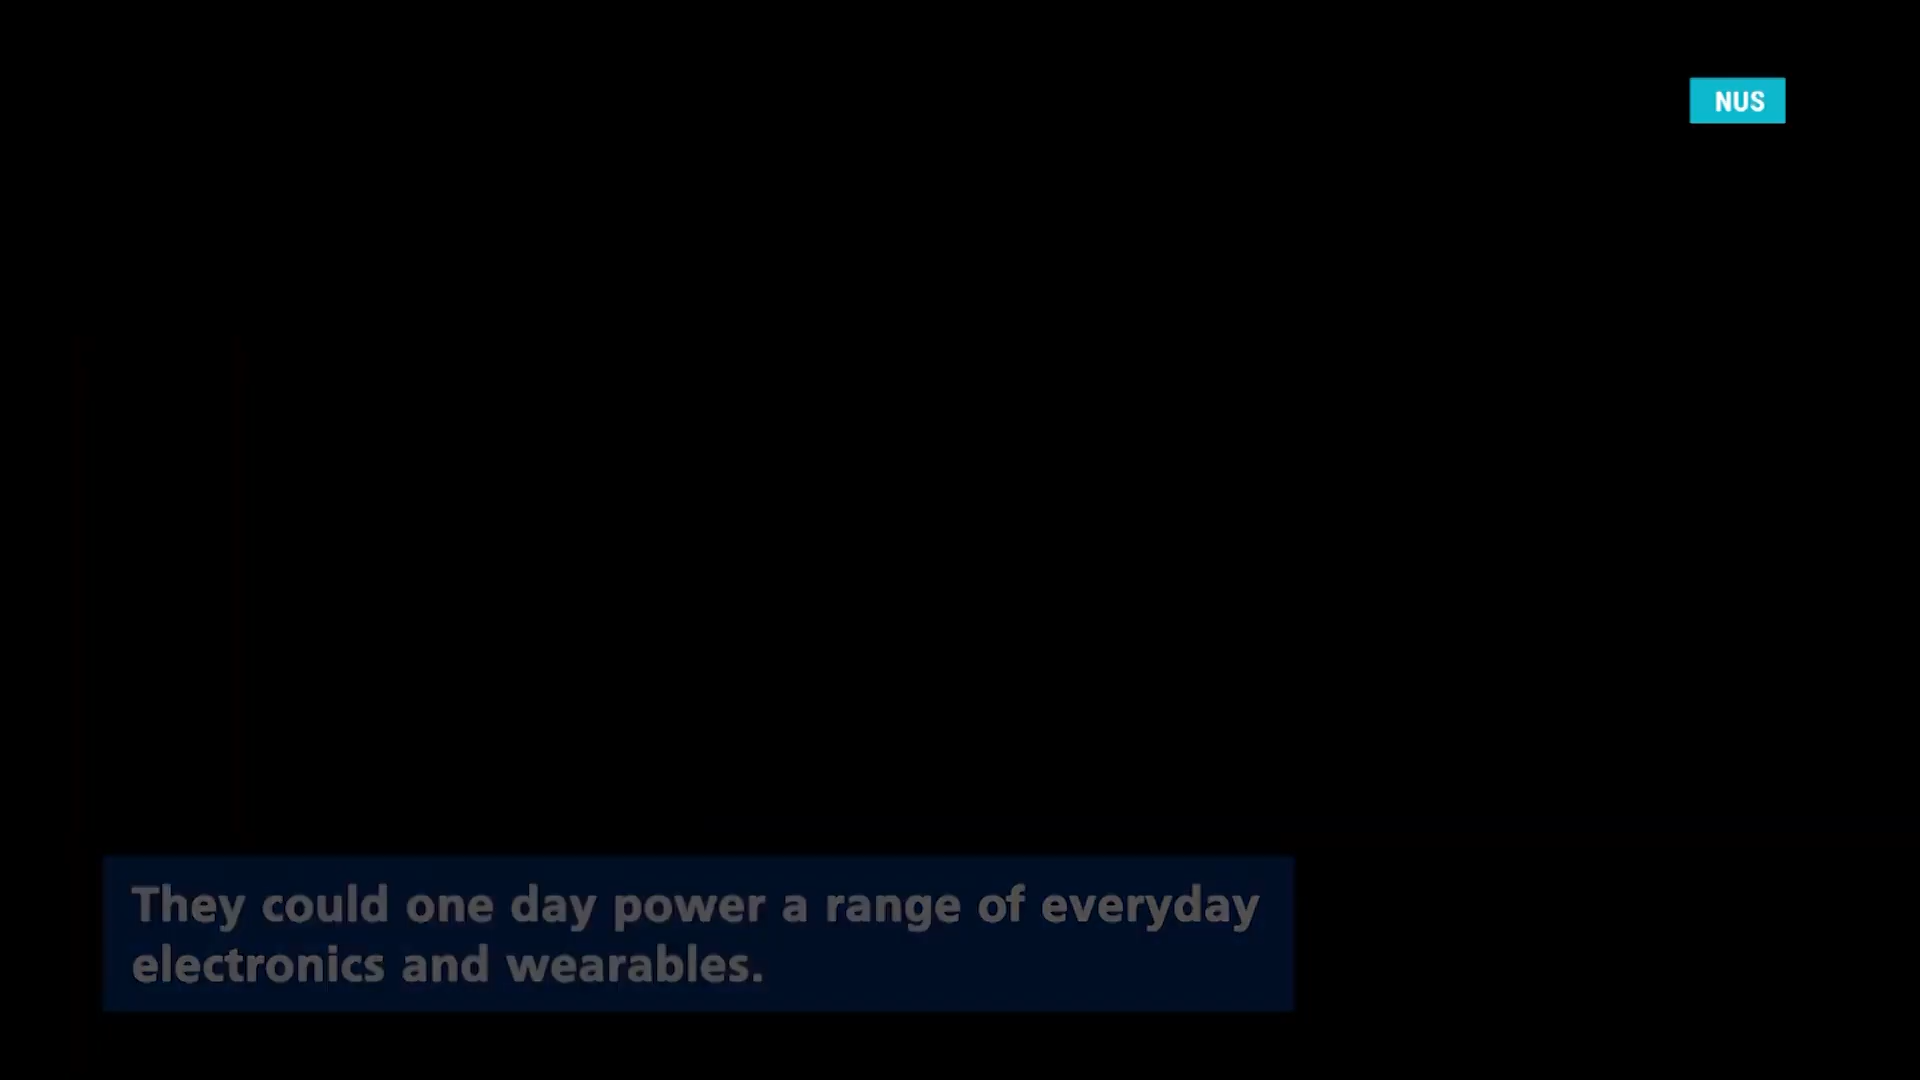 NUS
They could one day power a range of everyday
electronics and wearables.